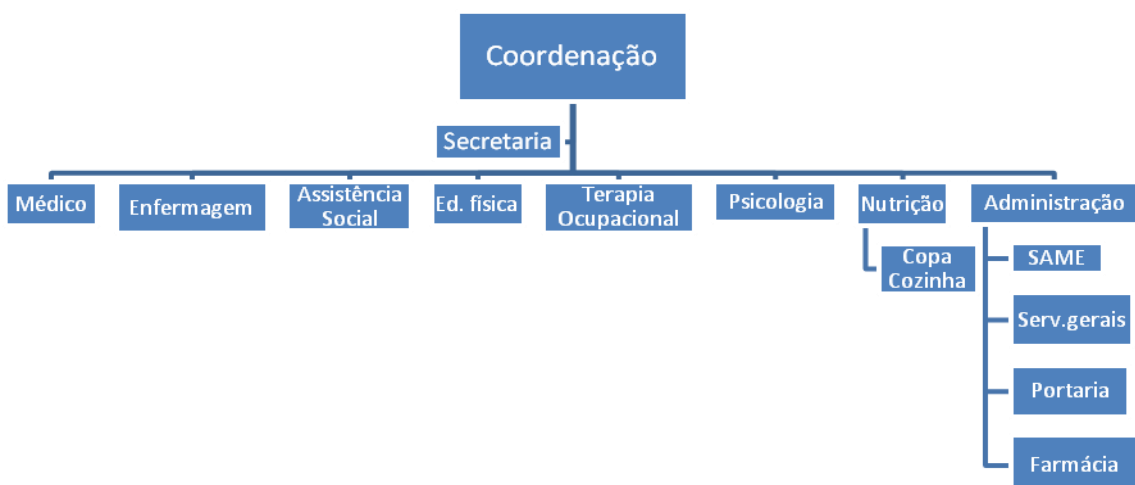 Coordenação
Secretaria
Médico
Enfermagem
Assistência
Social
Ed. física
Terapia
Ocupacional
Psicologia
Nutrição
Administração
Copa
Cozinha
SAME
Serv.gerais
Portaria
Farmácia